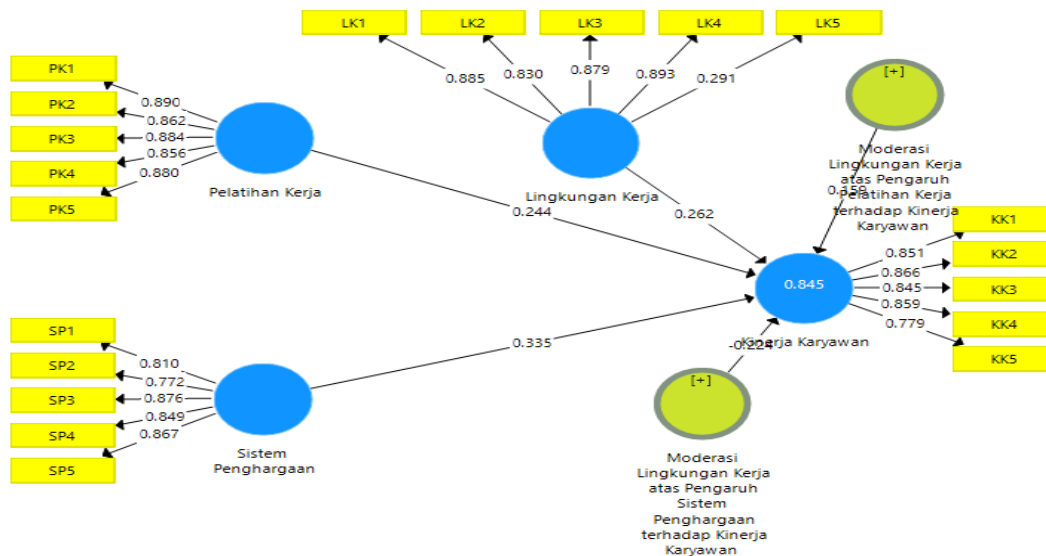 LK1
LK2
LK3
LK4
LK5
0.885
0.830
0.879
0.893
0.291
PK1
PK2
PK3
PK4
PK5
0.890
0.862
0.884
0.856
0.880
Pelatihan Kerja
Lingkungan Kerja
[+]
Moderasi
Lingkungan Kerja
atas Pengaruh
Pelatihan Kerja
terhadap Kinerja
Karyawan
0.159
0.244
0.262
KK1
KK2
KK3
KK4
KK5
0.851
0.866
0.845
0.859
0.779
0.845
Kinerja Karyawan
SP1
SP2
SP3
SP4
SP5
0.810
0.772
0.876
0.849
0.867
Sistem
Penghargaan
0.335
-0.224
[+]
Moderasi
Lingkungan Kerja
atas Pengaruh
Sistem
Penghargaan
terhadap Kinerja
Karyawan